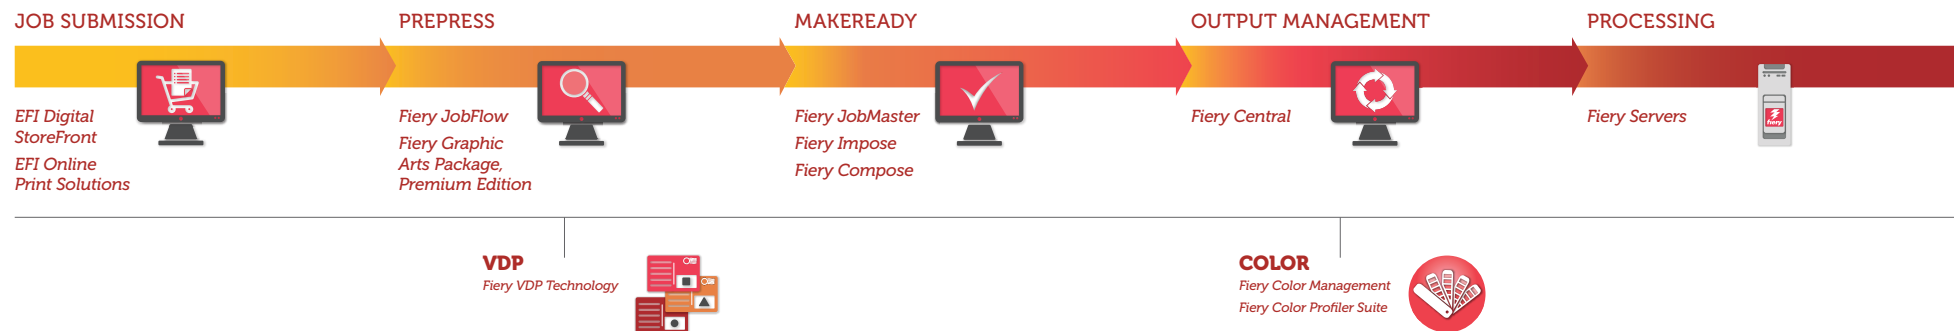 JOB SUBMISSION
PREPRESS
MAKEREADY
OUTPUT MANAGEMENT
PROCESSING
EFI Digital
StoreFront
EFI Online
Print Solutions
Fiery JobFlow
Fiery Graphic
Arts Package,
Premium Edition
Fiery JobMaster
Fiery Impose
Fiery Compose
Fiery Central
Fiery Servers
fiery
VDP
Fiery VDP Technology
COLOR
Fiery Color Management
Fiery Color Profiler Suite